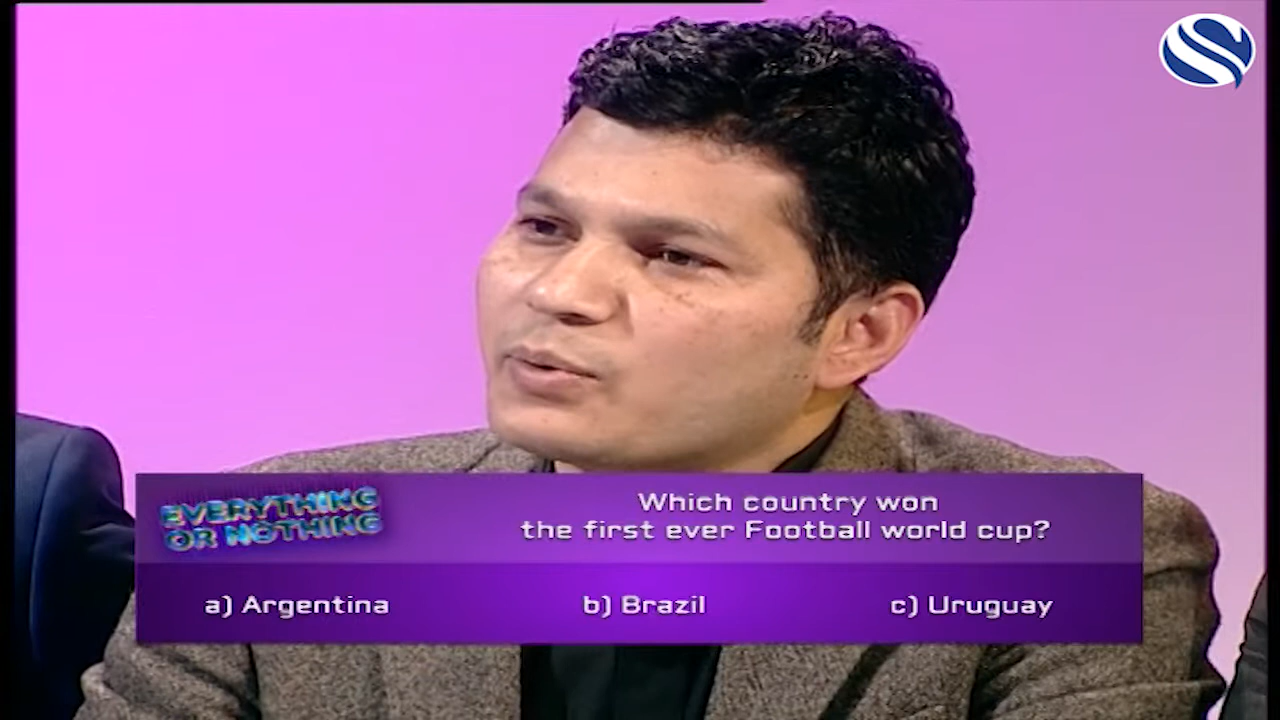 EVERYTHING
OR NOTHING
Which country won
the first ever Football world cup?
a) Argentina
b) Brazil
c) Uruguay